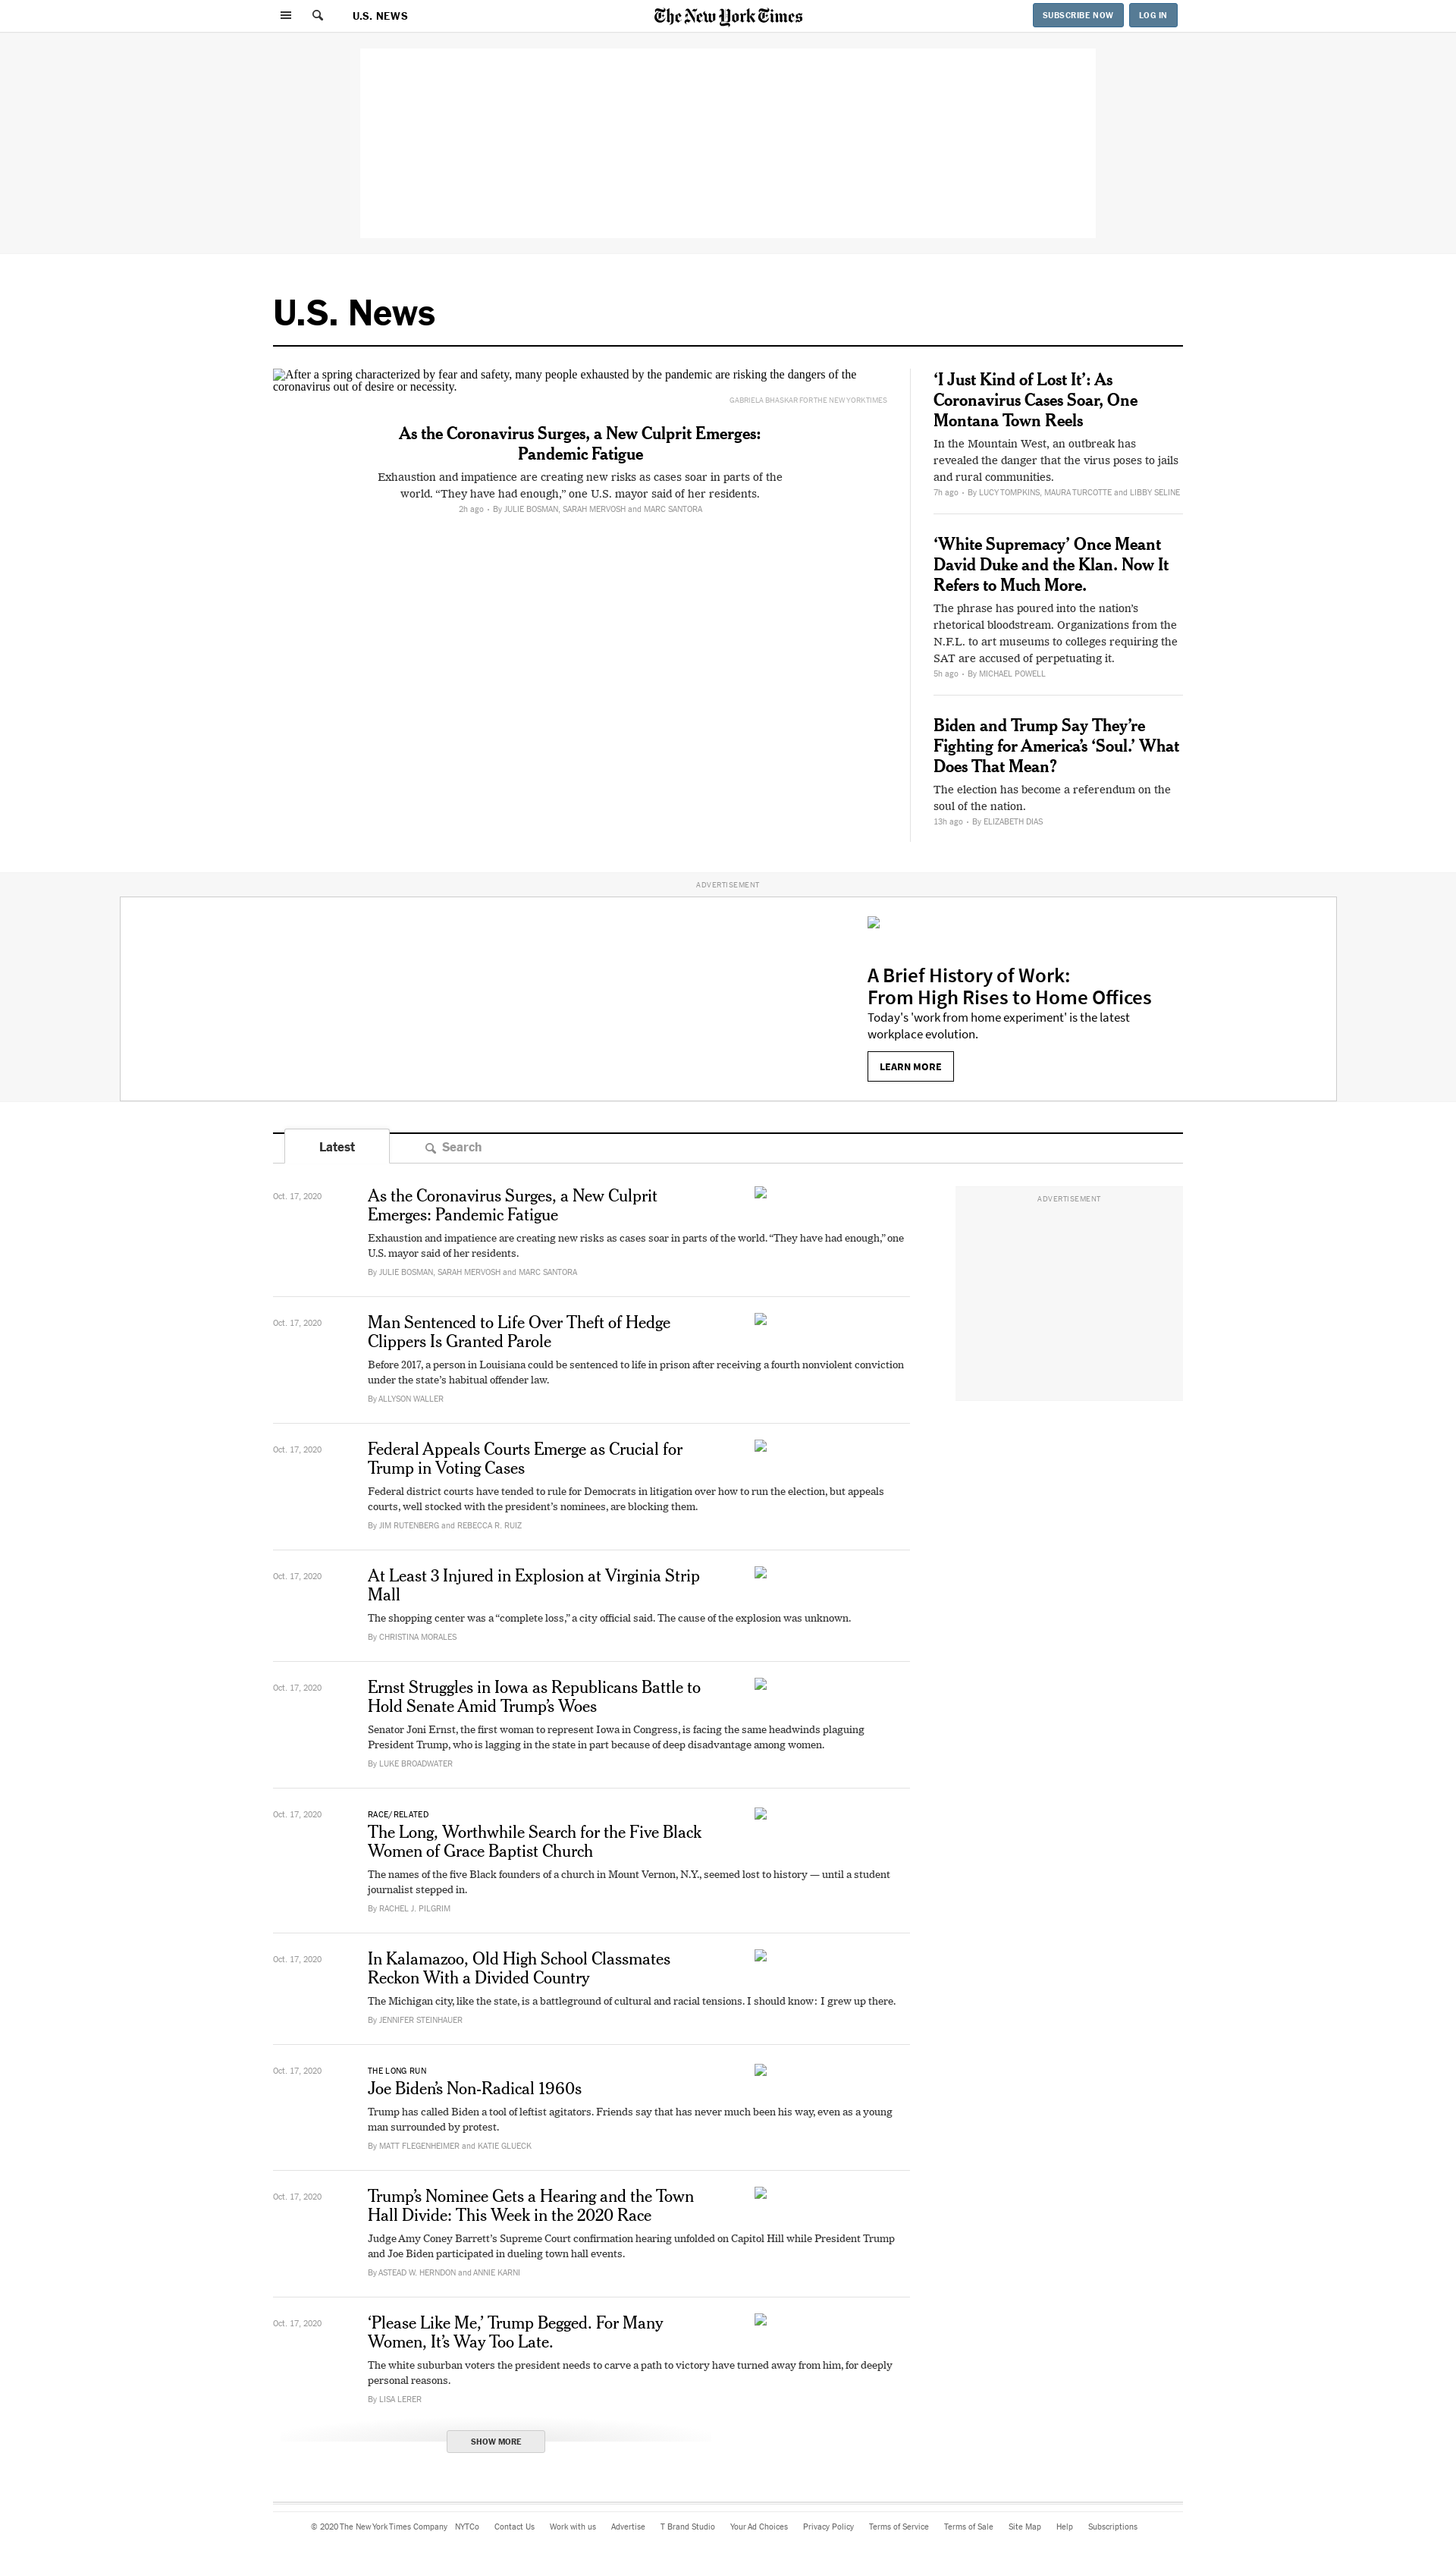 U.S. NEWS
The New York Times
SUBSCRIBE NOW
LOG IN
U.S. News
After a spring characterized by fear and safety, many people exhausted by the pandemic are risking the dangers of the
coronavirus out of desire or necessity.
GABRIELA BHASKAR FOR THE NEW YORK TIMES
As the Coronavirus Surges, a New Culprit Emerges:
Pandemic Fatigue
Exhaustion and impatience are creating new risks as cases soar in parts of the
world. “They have had enough,” one U.S. mayor said of her residents.
2h ago • By JULIE BOSMAN, SARAH MERVOSH and MARC SANTORA
‘I Just Kind of Lost It’: As
Coronavirus Cases Soar, One
Montana Town Reels
In the Mountain West, an outbreak has
revealed the danger that the virus poses to jails
and rural communities.
7h ago • By LUCY TOMPKINS, MAURA TURCOTTE and LIBBY SELINE
‘White Supremacy’ Once Meant
David Duke and the Klan. Now It
Refers to Much More.
The phrase has poured into the nation’s
rhetorical bloodstream. Organizations from the
N.F.L. to art museums to colleges requiring the
SAT are accused of perpetuating it.
5h ago • By MICHAEL POWELL
Biden and Trump Say They’re
Fighting for America’s ‘Soul.’ What
Does That Mean?
The election has become a referendum on the
soul of the nation.
13h ago • By ELIZABETH DIAS
ADVERTISEMENT
A Brief History of Work:
From High Rises to Home Offices
Today's 'work from home experiment' is the latest
workplace evolution.
LEARN MORE
Latest
Search
ADVERTISEMENT
Oct. 17, 2020
As the Coronavirus Surges, a New Culprit
Emerges: Pandemic Fatigue
Exhaustion and impatience are creating new risks as cases soar in parts of the world. “They have had enough,” one
U.S. mayor said of her residents.
By JULIE BOSMAN, SARAH MERVOSH and MARC SANTORA
Oct. 17, 2020
Man Sentenced to Life Over Theft of Hedge
Clippers Is Granted Parole
Before 2017, a person in Louisiana could be sentenced to life in prison after receiving a fourth nonviolent conviction
under the state’s habitual offender law.
By ALLYSON WALLER
Oct. 17, 2020
Federal Appeals Courts Emerge as Crucial for
Trump in Voting Cases
Federal district courts have tended to rule for Democrats in litigation over how to run the election, but appeals
courts, well stocked with the president’s nominees, are blocking them.
By JIM RUTENBERG and REBECCA R. RUIZ
Oct. 17, 2020
At Least 3 Injured in Explosion at Virginia Strip
Mall
The shopping center was a “complete loss,” a city official said. The cause of the explosion was unknown.
By CHRISTINA MORALES
Oct. 17, 2020
Ernst Struggles in Iowa as Republicans Battle to
Hold Senate Amid Trump’s Woes
Senator Joni Ernst, the first woman to represent Iowa in Congress, is facing the same headwinds plaguing
President Trump, who is lagging in the state in part because of deep disadvantage among women.
By LUKE BROADWATER
Oct. 17, 2020
RACE/RELATED
The Long, Worthwhile Search for the Five Black
Women of Grace Baptist Church
The names of the five Black founders of a church in Mount Vernon, N.Y., seemed lost to history — until a student
journalist stepped in.
By RACHEL J. PILGRIM
Oct. 17, 2020
In Kalamazoo, Old High School Classmates
Reckon With a Divided Country
The Michigan city, like the state, is a battleground of cultural and racial tensions. I should know: I grew up there.
By JENNIFER STEINHAUER
Oct. 17, 2020
THE LONG RUN
Joe Biden’s Non-Radical 1960s
Trump has called Biden a tool of leftist agitators. Friends say that has never much been his way, even as a young
man surrounded by protest.
By MATT FLEGENHEIMER and KATIE GLUECK
Oct. 17, 2020
Trump’s Nominee Gets a Hearing and the Town
Hall Divide: This Week in the 2020 Race
Judge Amy Coney Barrett’s Supreme Court confirmation hearing unfolded on Capitol Hill while President Trump
and Joe Biden participated in dueling town hall events.
By ASTEAD W. HERNDON and ANNIE KARNI
Oct. 17, 2020
‘Please Like Me,’ Trump Begged. For Many
Women, It’s Way Too Late.
The white suburban voters the president needs to carve a path to victory have turned away from him, for deeply
personal reasons.
By LISA LERER
SHOW MORE
© 2020 The New York Times Company NYTCo Contact Us Work with us Advertise T Brand Studio Your Ad Choices Privacy Policy Terms of Service Terms of Sale Site Map Help Subscriptions